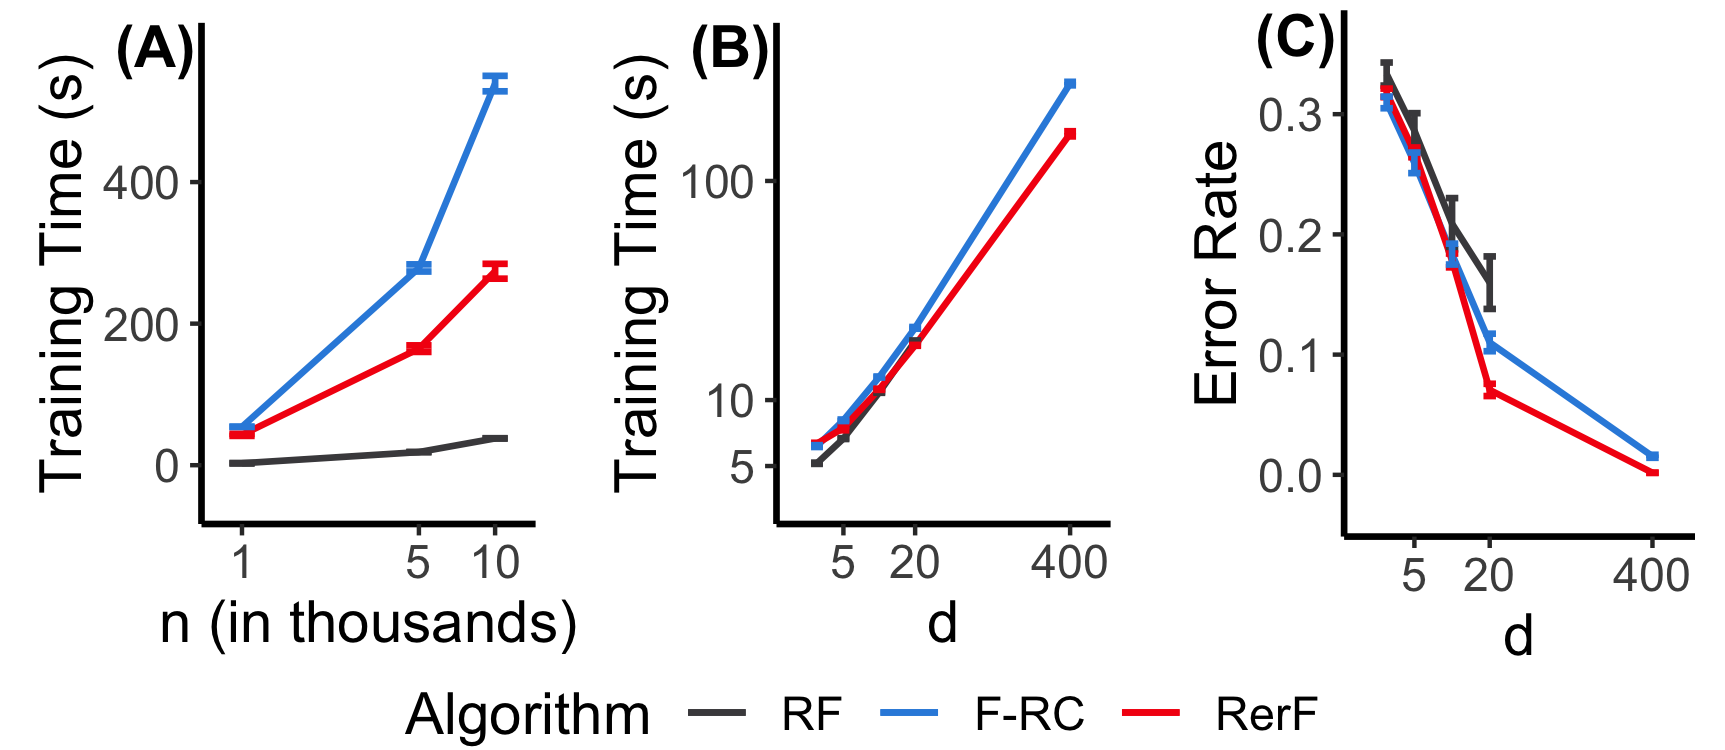 (A)
Training Time (s)
400
200
0
1 5 10
n (in thousands)
(B)
Training Time (s)
100
10
5
5 20 400
d
(C)
Error Rate
0.3
0.2
0.1
0.0
5 20 400
d
Algorithm RF F-RC RerF